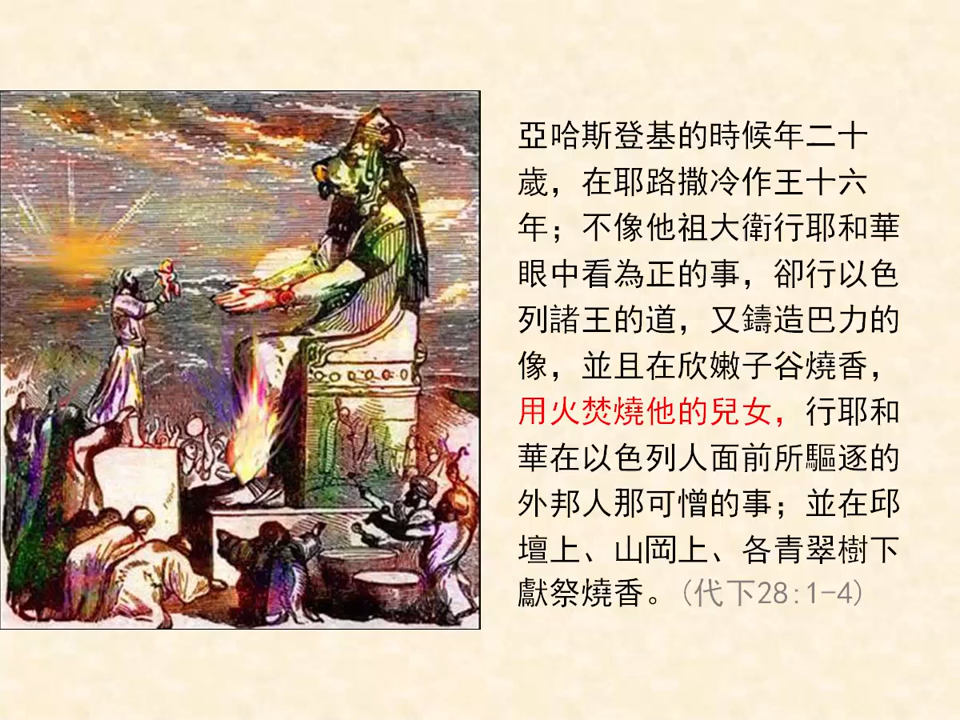 亞哈斯登基的時候年二十
歲，在耶路撒冷作王十六
年；不像他祖大衛行耶和華
眼中看為正的事，卻行以色
列諸王的道，又鑄造巴力的
像，並且在欣嫩子谷燒香，
用火焚燒他的兒女，行耶和
華在以色列人面前所驅逐的
外邦人那可憎的事；並在邱
壇上、山岡上、各青翠樹下
獻祭燒香。(代下28:1-4)